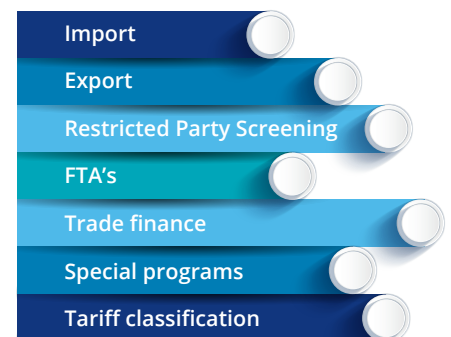 Import
Export
Restricted Party Screening
FTA’s
Trade finance
Special programs
Tariff classification